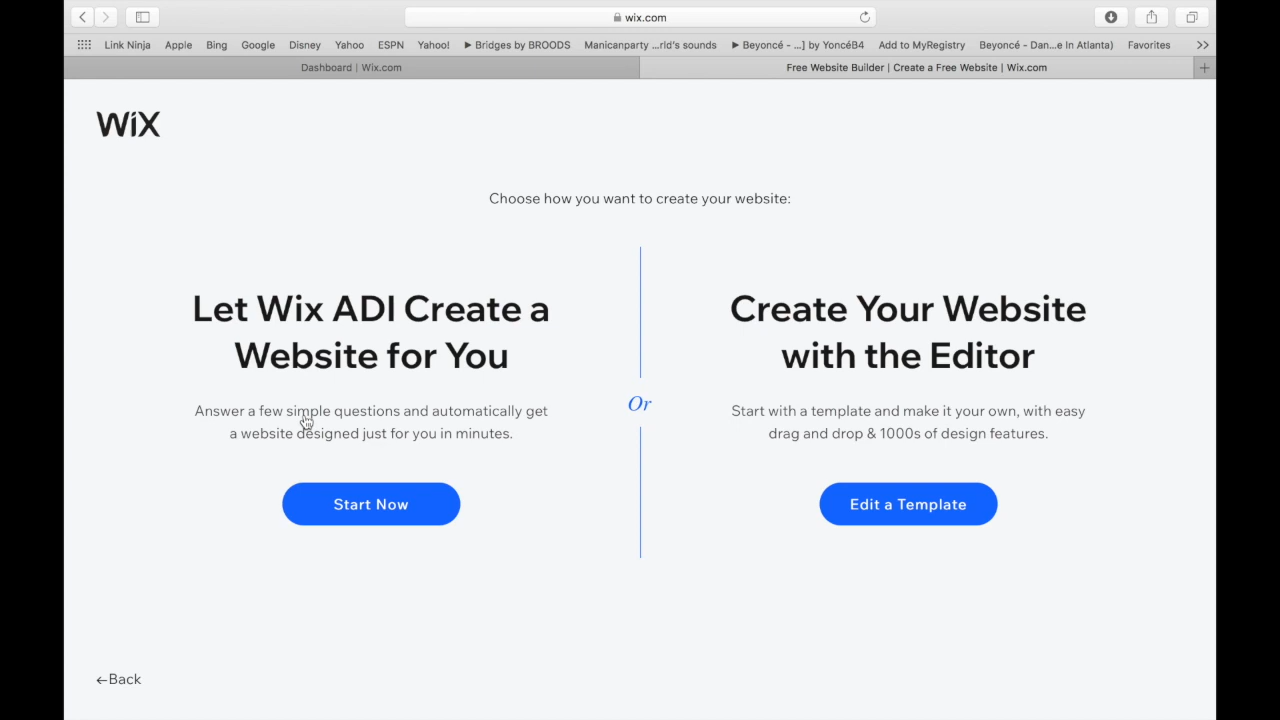 wix.com
Link Ninja Apple Bing Google Disney Yahoo ESPN Yahoo! ▶ Bridges by BROODS Manicanparty ...rld's sounds ▶ Beyoncé - ...] by YoncéB4 Add to MyRegistry Beyoncé - Dan...e In Atlanta) Favorites >>
Dashboard | Wix.com
Free Website Builder | Create a Free Website | Wix.com
WiX
Choose how you want to create your website:
Let Wix ADI Create a
Website for You
Answer a few simple questions and automatically get
a website designed just for you in minutes.
Start Now
Or
Create Your Website
with the Editor
Start with a template and make it your own, with easy
drag and drop & 1000s of design features.
Edit a Template
←Back